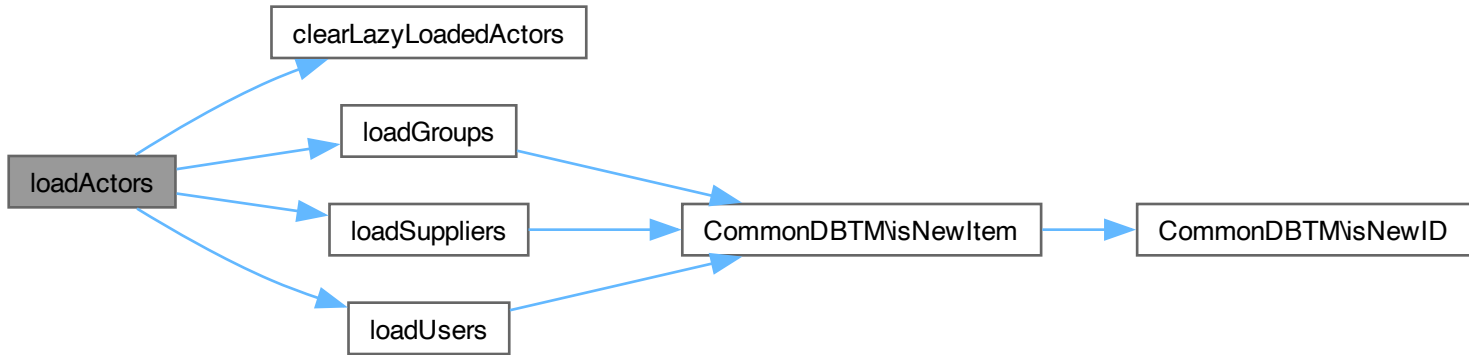 clearLazyLoadedActors
loadGroups
loadActors
loadSuppliers
CommonDBTM\isNewItem
CommonDBTM\isNewID
loadUsers